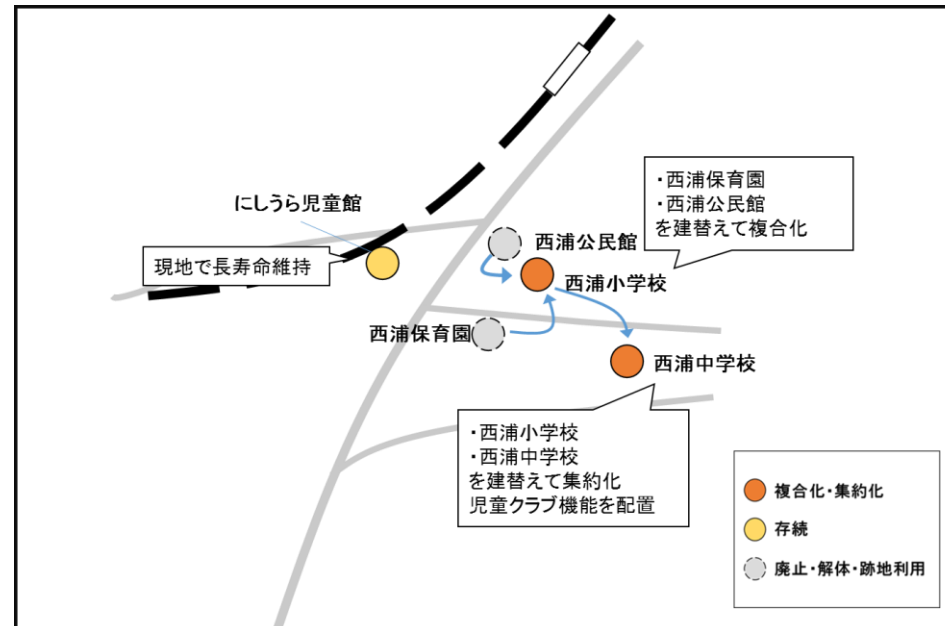 にしうら児童館
現地で長寿命維持
西浦公民館
西浦小学校
・西浦保育園
・西浦公民館
を建替えて複合化
西浦保育園
西浦中学校
・西浦小学校
・西浦中学校
を建替えて集約化
児童クラブ機能を配置
複合化・集約化
存続
廃止・解体・跡地利用